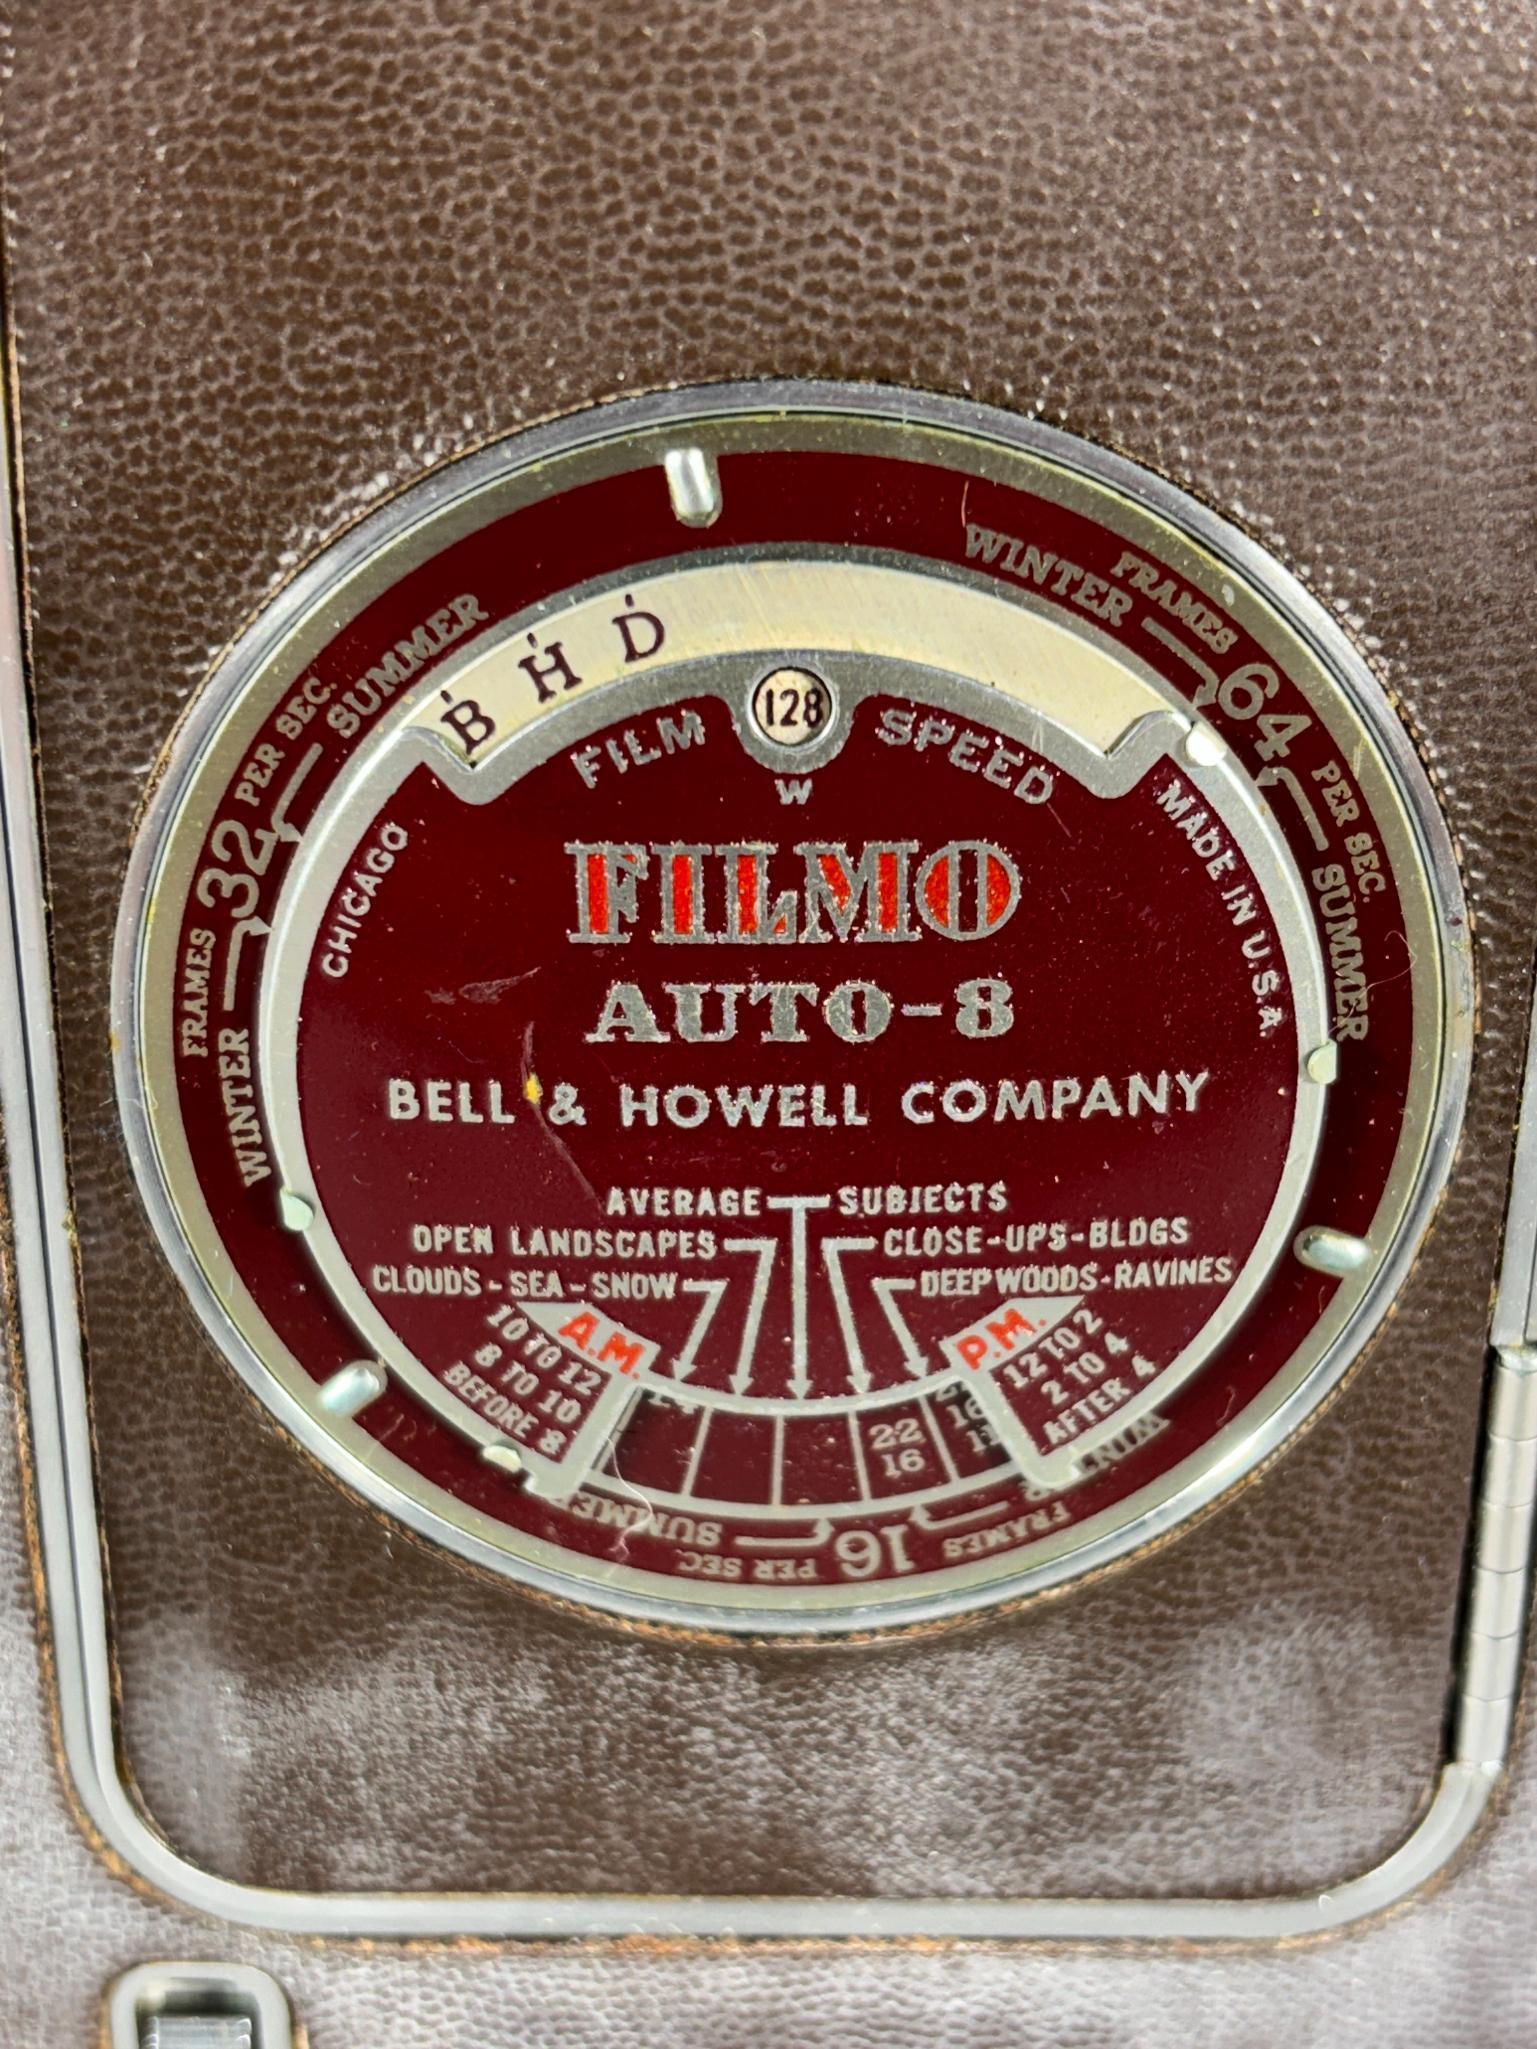 B H D
FILM SPEED
128
W
WINTER
FRAMES 64 PER SEC.
SUMMER
SUMMER
FRAMES 32 PER SEC.
WINTER
CHICAGO
MADE IN U.S.A.
FILMO
AUTO-8
BELL & HOWELL COMPANY
AVERAGE SUBJECTS
OPEN LANDSCAPES CLOSE-UPS-BLDGS
CLOUDS-SEA-SNOW DEEP WOODS-RAVINES
A.M. P.M.
10 TO 12 12 TO 2
8 TO 10 2 TO 4
BEFORE 8 AFTER 4
22
16
16
FRAMES 16 PER SEC.